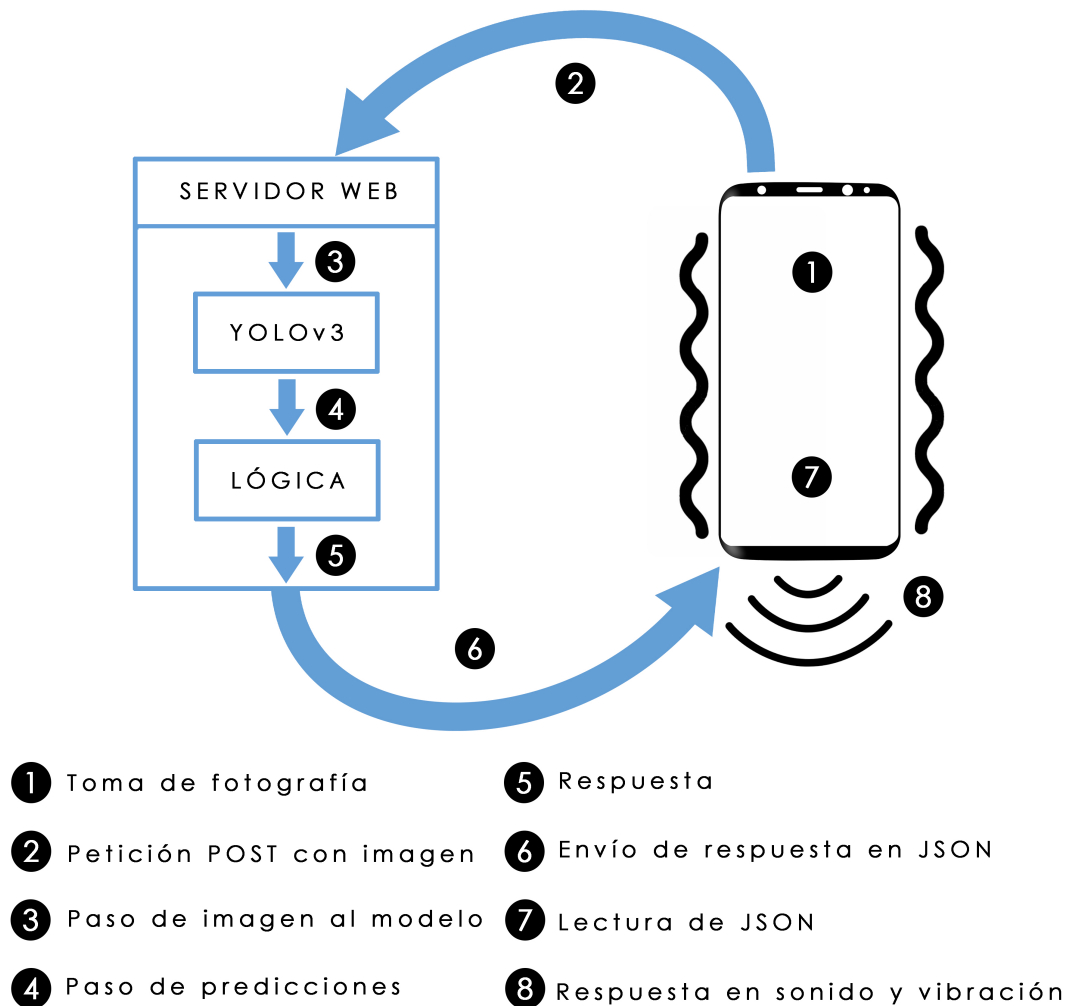 2
SERVIDOR WEB
3
1
YOLOv3
4
LÓGICA
7
5
8
6
1 Toma de fotografía
2 Petición POST con imagen
3 Paso de imagen al modelo
4 Paso de predicciones
5 Respuesta
6 Envío de respuesta en JSON
7 Lectura de JSON
8 Respuesta en sonido y vibración